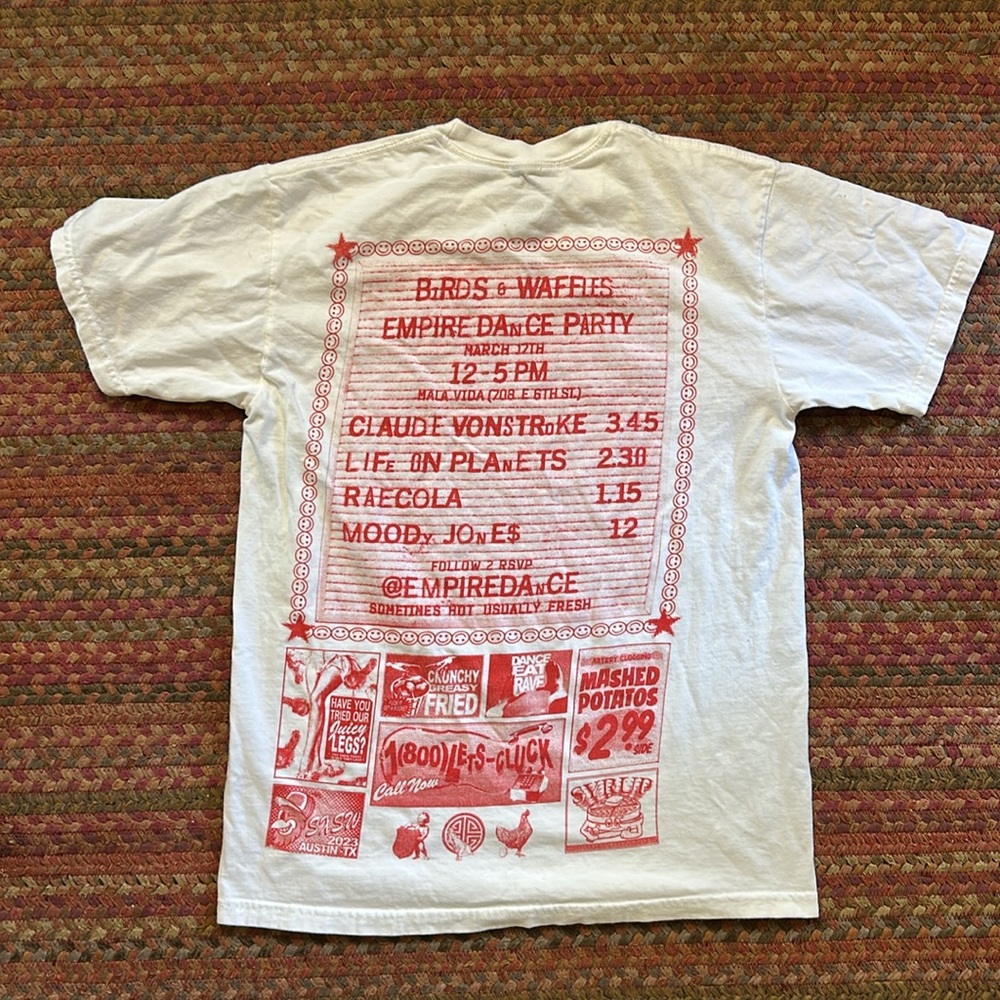 BiRDS & WAFFLES
EMPIRE DAnCE PARTY
MARCH 17TH
12-5 PM
MALA VIDA (708 E 6TH St.)
CLAUDE VONSTRoKE 3.45
LIFe ON PLAnETS 2.30
RAECOLA 1.15
MOODy JOnE$ 12
FOLLOW 2 RSVP
@EMPIREDAnCE
SOMETIMES HOT USUALLY FRESH
HAVE YOU
TRIED OUR
Juicy
LEGS?
CRUNCHY
GREASY
FRIED
DANCE
EAT
RAVE
ARTERY CLOGGING
MASHED
POTATOS
$2.99
SIDE
1(800)LETS-CLUCK
Call Now
SXSW
2023
AUSTIN TX
SYRUP